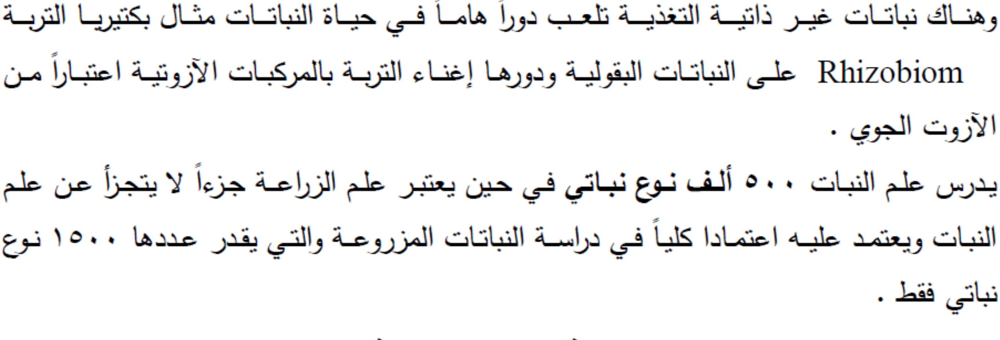 وهناك نباتات غير ذاتية التغذية تلعب دوراً هاماً في حياة النباتات مثال بكتيريا التربة
Rhizobiom على النباتات البقولية ودورها إغناء التربة بالمركبات الآزوتية اعتباراً من
الآزوت الجوي .
يدرس علم النبات ٥٠٠ ألف نوع نباتي في حين يعتبر علم الزراعة جزءاً لا يتجزأ عن علم
النبات ويعتمد عليه اعتمادا كلياً في دراسة النباتات المزروعة والتي يقدر عددها ١٥٠٠ نوع
نباتي فقط .